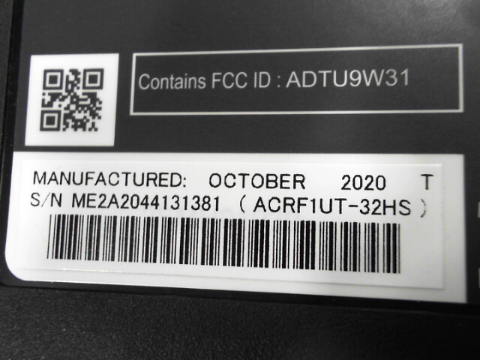 Contains FCC ID : ADTU9W31
MANUFACTURED: OCTOBER 2020 T
S/N ME2A2044131381 ( ACRF1UT-32HS )